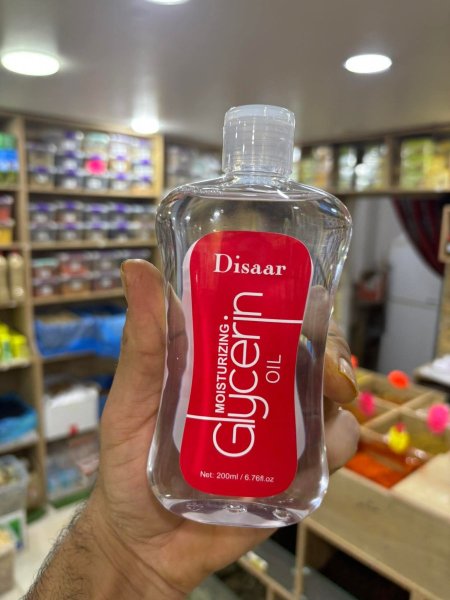 Disaar
MOISTURIZING
Glycerin
OIL
Net: 200ml / 6.76fl.oz